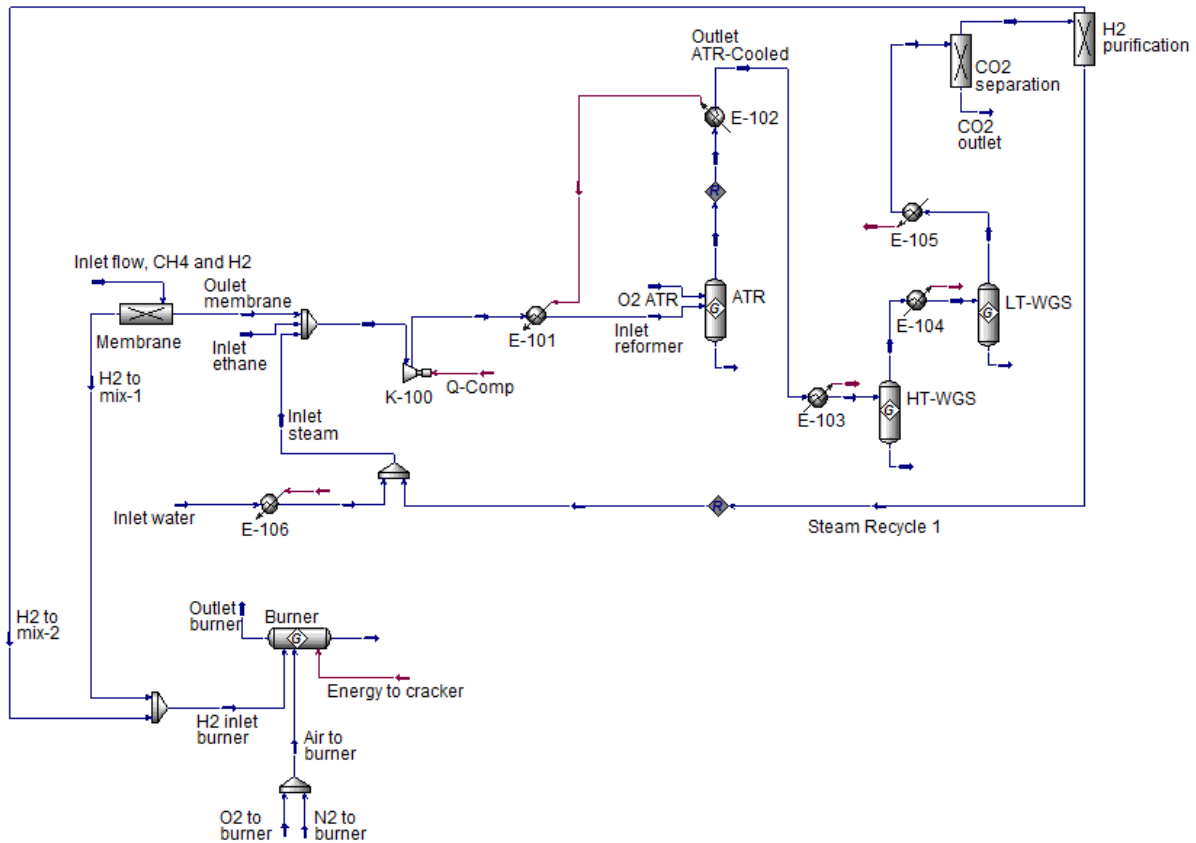 H2
purification
Outlet
ATR-Cooled
CO2
separation
E-102
CO2
outlet
R
E-105
Inlet flow, CH4 and H2
Oulet
membrane
O2 ATR
ATR
G
LT-WGS
G
E-104
Membrane
Inlet
ethane
E-101
Inlet
reformer
H2 to
mix-1
K-100
Q-Comp
HT-WGS
G
E-103
Inlet
steam
Inlet water
E-106
R
Steam Recycle 1
H2 to
mix-2
Outlet
burner
Burner
G
Energy to cracker
H2 inlet
burner
Air to
burner
O2 to
burner
N2 to
burner